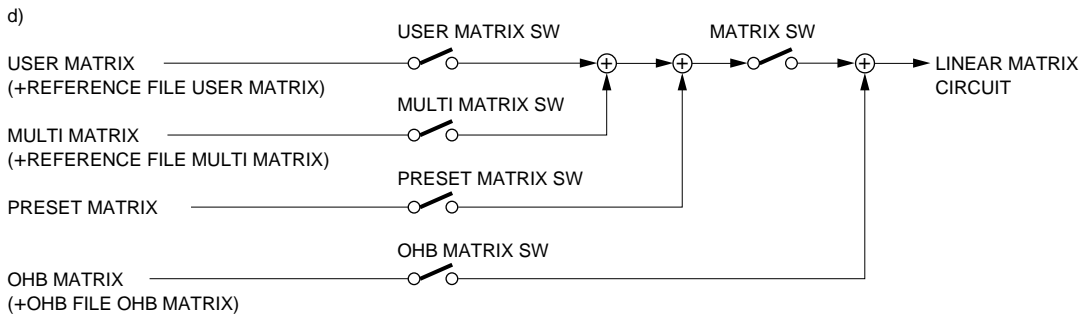 d)
USER MATRIX SW
MATRIX SW
USER MATRIX
(+REFERENCE FILE USER MATRIX)
LINEAR MATRIX
CIRCUIT
MULTI MATRIX SW
MULTI MATRIX
(+REFERENCE FILE MULTI MATRIX)
PRESET MATRIX SW
PRESET MATRIX
OHB MATRIX SW
OHB MATRIX
(+OHB FILE OHB MATRIX)